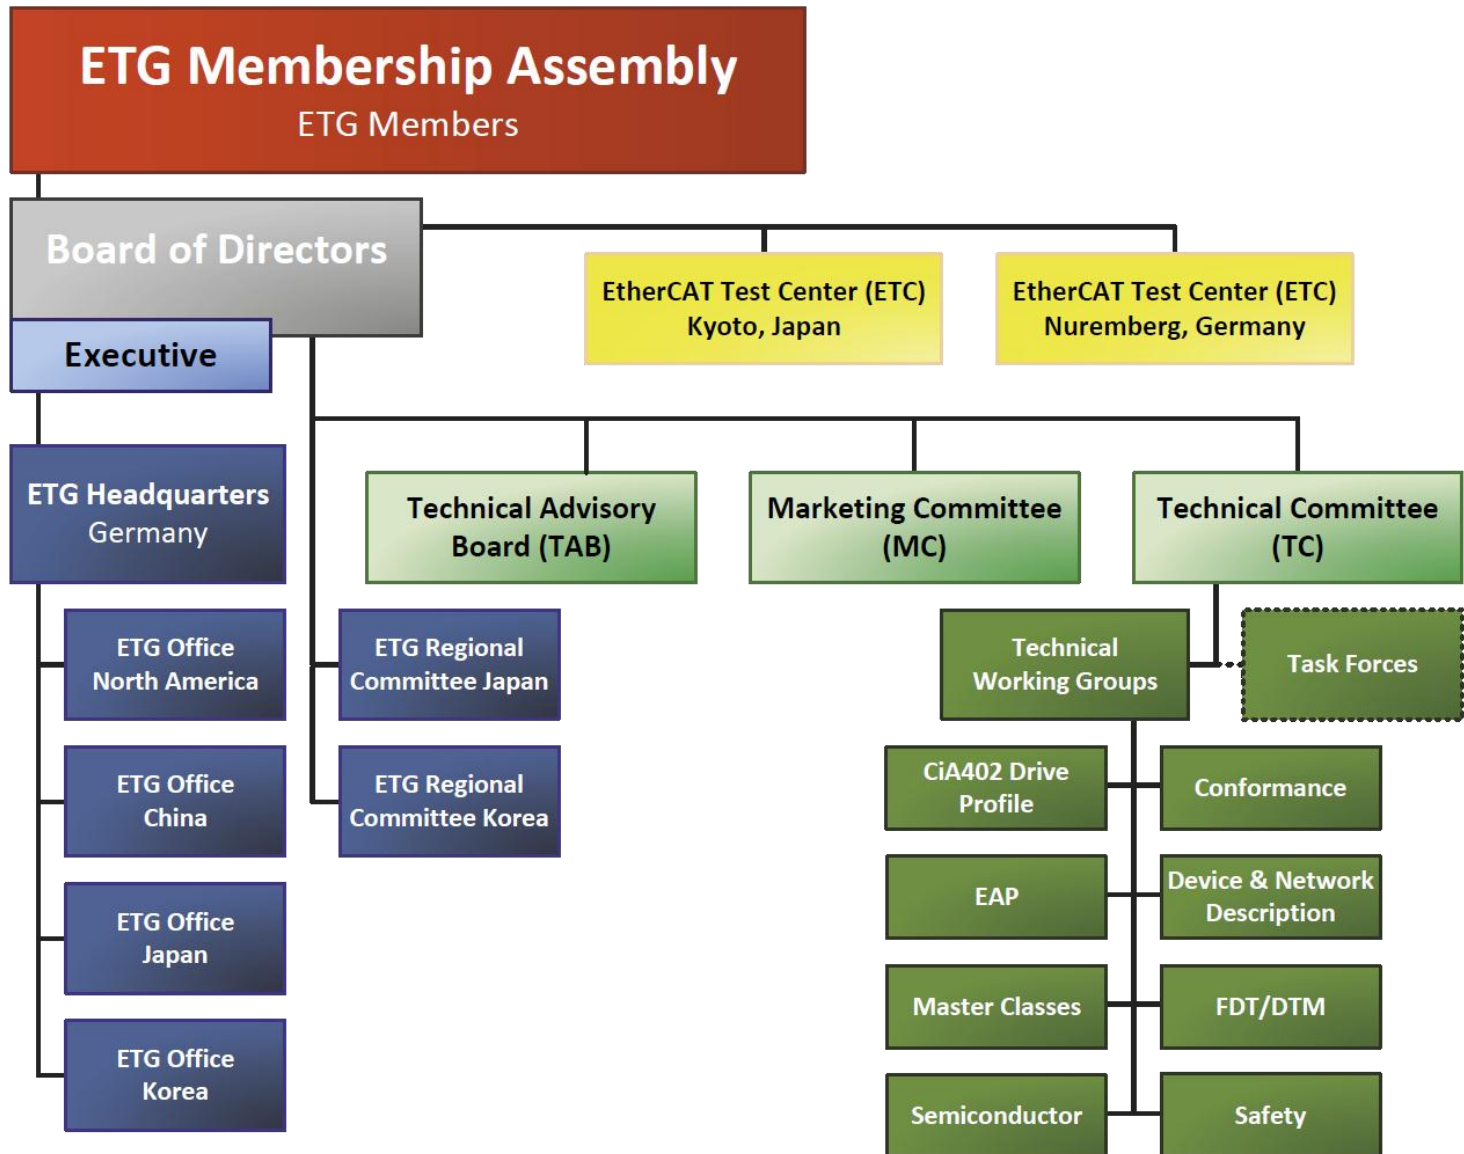 ETG Membership Assembly
ETG Members
Board of Directors
Executive
EtherCAT Test Center (ETC)
Kyoto, Japan
EtherCAT Test Center (ETC)
Nuremberg, Germany
ETG Headquarters
Germany
Technical Advisory
Board (TAB)
Marketing Committee
(MC)
Technical Committee
(TC)
ETG Office
North America
ETG Office
China
ETG Office
Japan
ETG Office
Korea
ETG Regional
Committee Japan
ETG Regional
Committee Korea
Technical
Working Groups
Task Forces
CiA402 Drive
Profile
Conformance
EAP
Device & Network
Description
Master Classes
FDT/DTM
Semiconductor
Safety